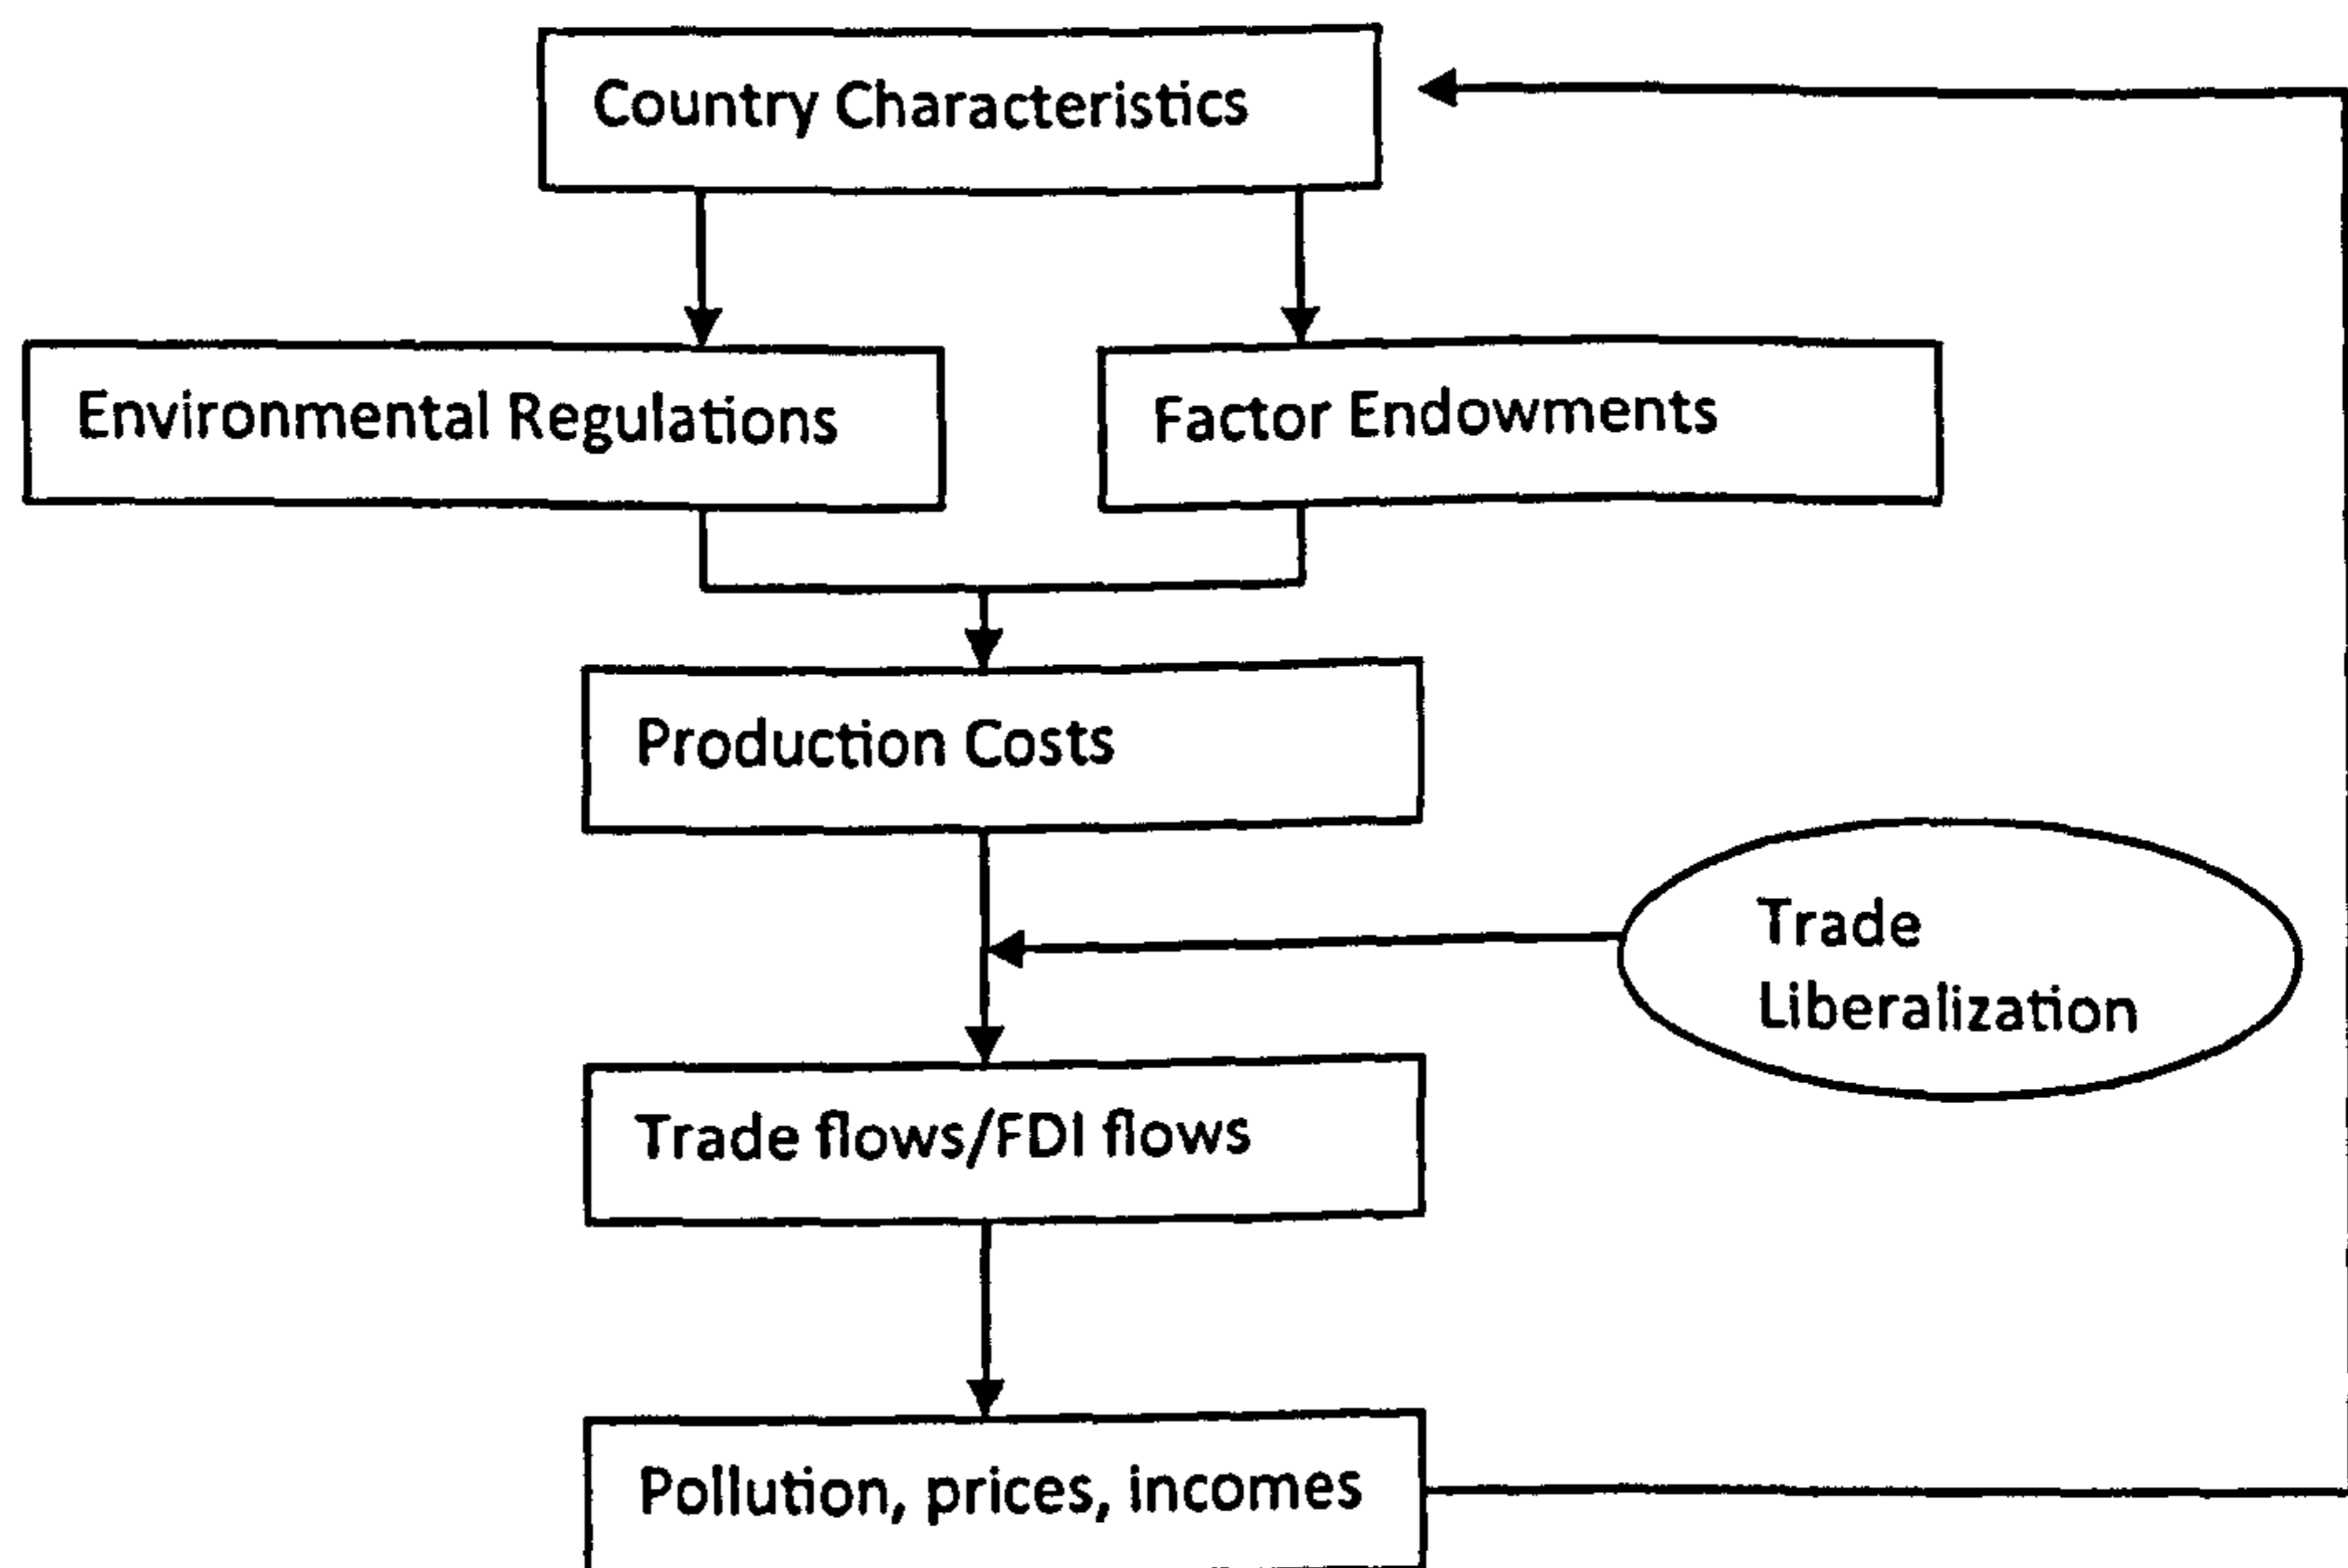 Country Characteristics
Environmental Regulations
Factor Endowments
Production Costs
Trade
Liberalization
Trade flows/FDI flows
Pollution, prices, incomes